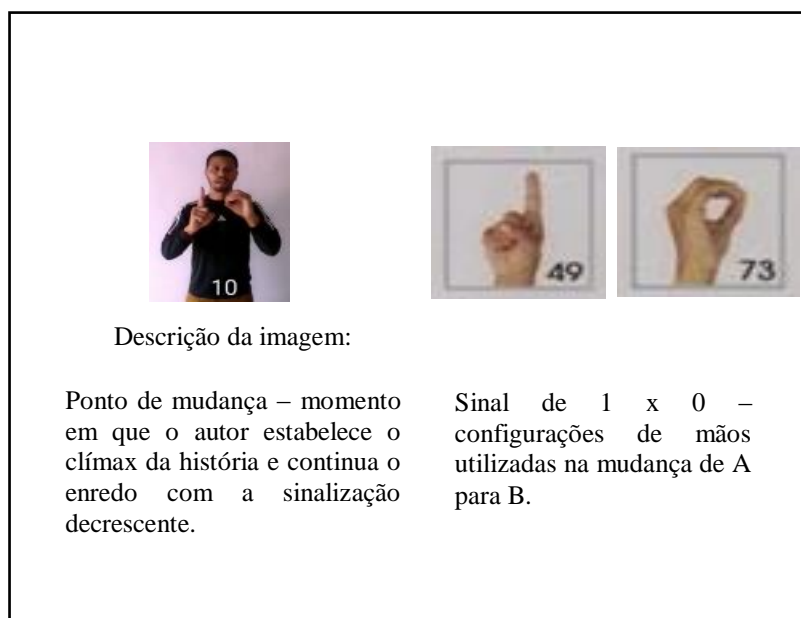 10
49
73
Descrição da imagem:
Ponto de mudança – momento
em que o autor estabelece o
clímax da história e continua o
enredo com a sinalização
decrescente.
Sinal de 1 x 0 –
configurações de mãos
utilizadas na mudança de A
para B.